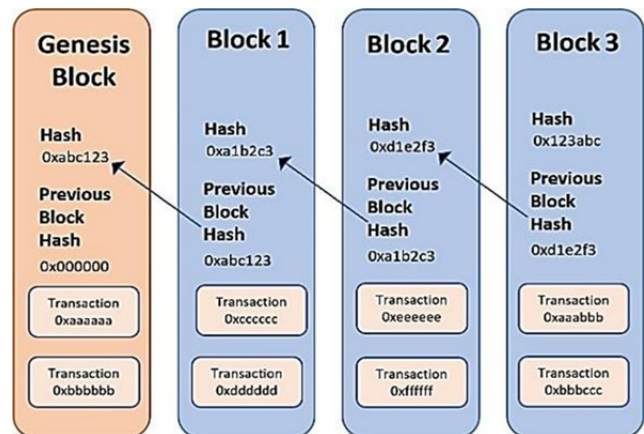 Genesis
Block
Hash
0xabc123
Previous
Block
Hash
0x000000
Transaction
0xaaaaaa
Transaction
0xbbbbbb
Block 1
Hash
0xa1b2c3
Previous
Block
Hash
0xabc123
Transaction
0xcccccc
Transaction
0xdddddd
Block 2
Hash
0xd1e2f3
Previous
Block
Hash
0xa1b2c3
Transaction
0xeeeeee
Transaction
0xffffff
Block 3
Hash
0x123abc
Previous
Block
Hash
0xd1e2f3
Transaction
0xaaabbb
Transaction
0xbbbccc